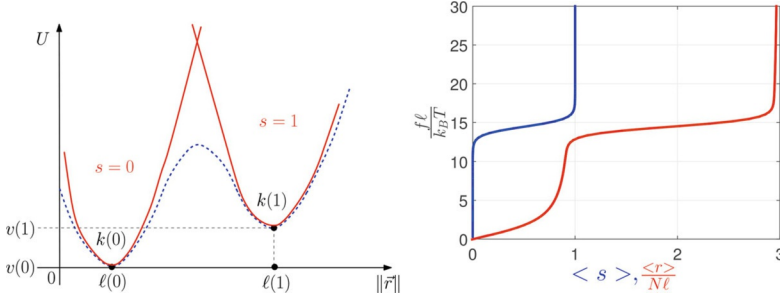 U
s = 0
s = 1
k(0)
k(1)
v(1)
v(0)
0
ℓ(0)
ℓ(1)
‖r⃗‖
30
25
20
15
10
5
0
fℓ
k_BT
0
1
2
3
< s >, <r>
Nℓ